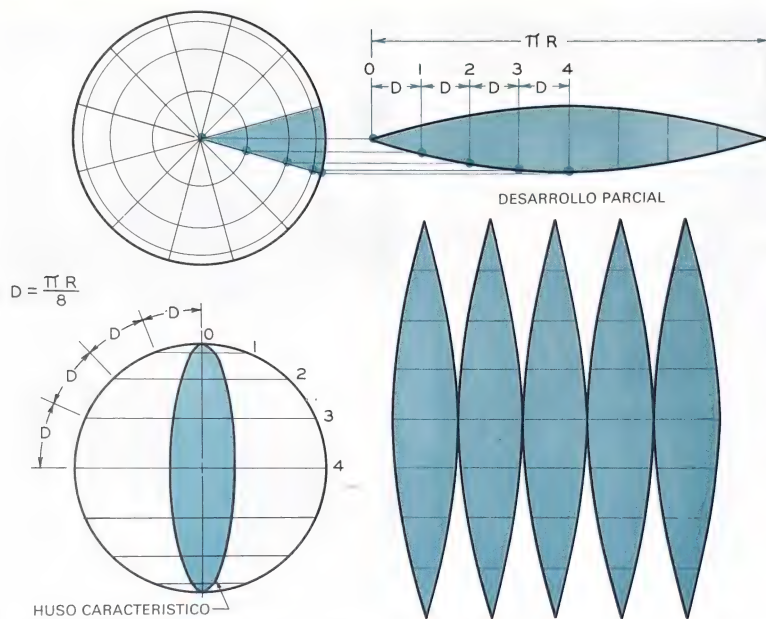 π R
0 1 2 3 4
D D D D
DESARROLLO PARCIAL
D = π R / 8
D
D
D
D
0
1
2
3
4
HUSO CARACTERISTICO